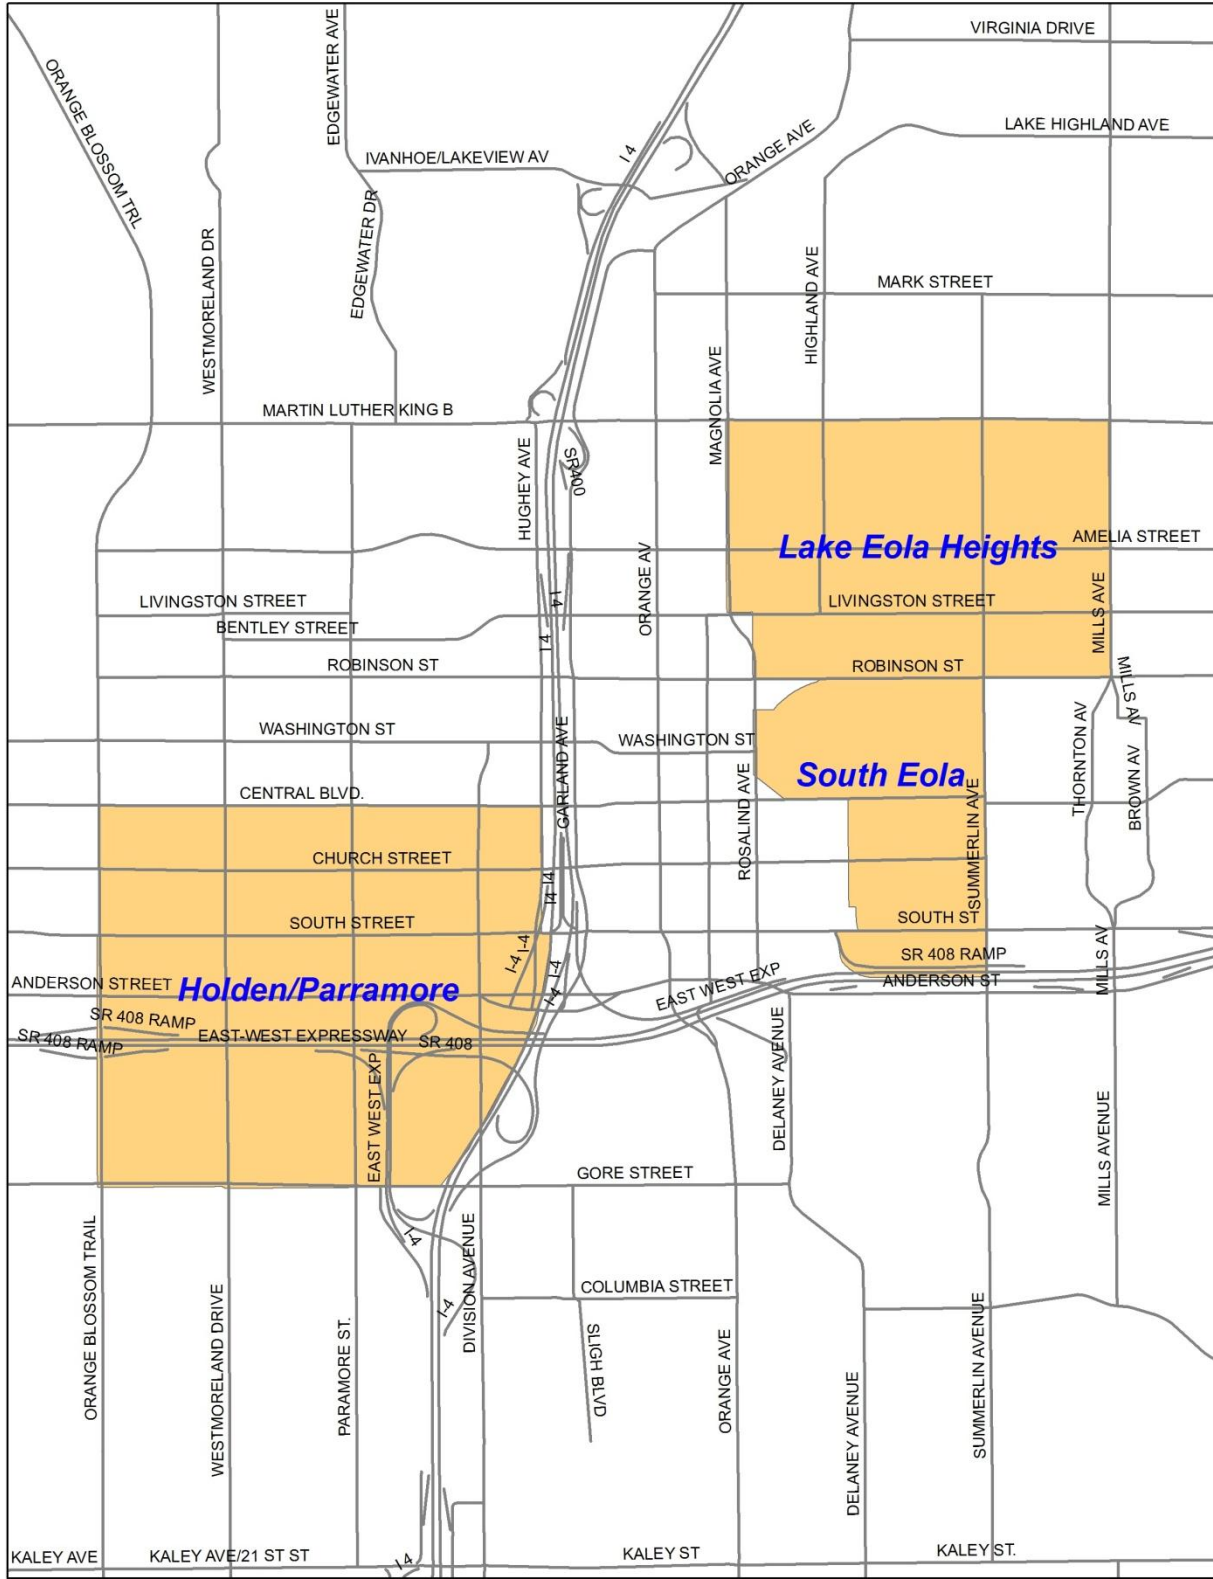 VIRGINIA DRIVE
ORANGE BLOSSOM TRL
EDGEWATER AVE
LAKE HIGHLAND AVE
I 4
ORANGE AVE
IVANHOE/LAKEVIEW AV
EDGEWATER DR
WESTMORELAND DR
HIGHLAND AVE
MARK STREET
MAGNOLIA AVE
MARTIN LUTHER KING B
HUGHEY AVE
SR400
Lake Eola Heights
AMELIA STREET
ORANGE AV
LIVINGSTON STREET
I 4
LIVINGSTON STREET
MILLS AVE
BENTLEY STREET
I 4
ROBINSON ST
ROBINSON ST
MILLS AV
WASHINGTON ST
GARLAND AVE
WASHINGTON ST
THORNTON AV
BROWN AV
South Eola
ROSALIND AVE
SUMMERLIN AVE
CENTRAL BLVD.
CHURCH STREET
I4
I4
SOUTH STREET
SOUTH ST
I-4
I-4
I-4
I-4
SR 408 RAMP
MILLS AV
ANDERSON STREET
Holden/Parramore
EAST WEST EXP
ANDERSON ST
SR 408 RAMP
SR 408 RAMP
EAST-WEST EXPRESSWAY
SR 408
EAST WEST EXP
DELANEY AVENUE
MILLS AVENUE
GORE STREET
I-4
DIVISION AVENUE
ORANGE BLOSSOM TRAIL
WESTMORELAND DRIVE
PARAMORE ST.
I-4
COLUMBIA STREET
SLIGH BLVD
ORANGE AVE
DELANEY AVENUE
SUMMERLIN AVENUE
KALEY AVE
KALEY AVE/21 ST ST
I 4
KALEY ST
KALEY ST.